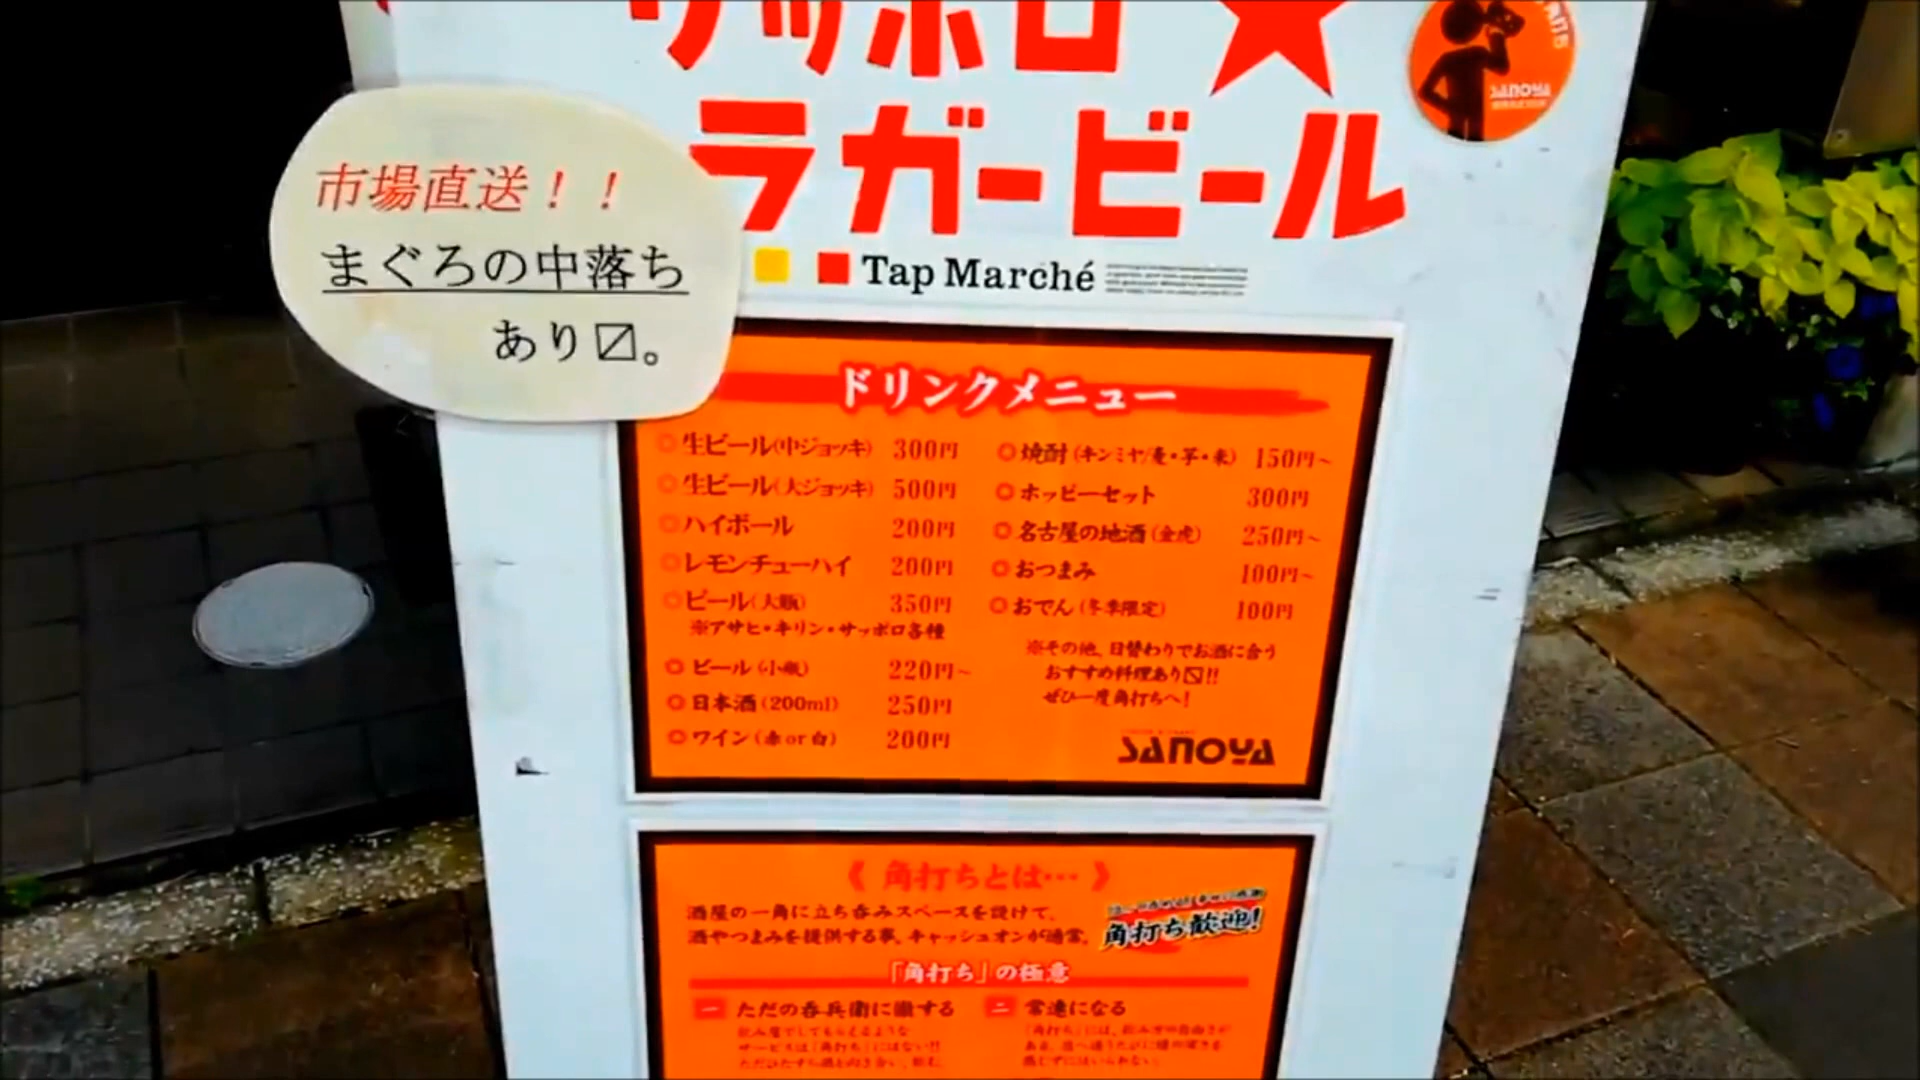 サッポロ★
ラガービール
Tap Marché
SANOYA
市場直送！！
まぐろの中落ち
あり〼。
ドリンクメニュー
◎生ビール(中ジョッキ) 300円
◎生ビール(大ジョッキ) 500円
◎ハイボール 200円
◎レモンチューハイ 200円
◎ビール(大瓶) 350円
※アサヒ・キリン・サッポロ各種
◎ビール(小瓶) 220円～
◎日本酒(200ml) 250円
◎ワイン(赤or白) 200円
◎焼酎(キンミヤ/麦・芋・米) 150円～
◎ホッピーセット 300円
◎名古屋の地酒(金虎) 250円～
◎おつまみ 100円～
◎おでん(冬季限定) 100円
※その他、日替わりでお酒に合う
おすすめ料理あり〼!!
ぜひ一度角打ちへ!
SANOYA
《 角打ちとは… 》
酒屋の一角に立ち呑みスペースを設けて、
酒やつまみを提供する事。キャッシュオンが通常。
角打ち歓迎!
「角打ち」の極意
一 ただの呑兵衛に徹する
サービスは「角打ち」にはない!!
二 常連になる